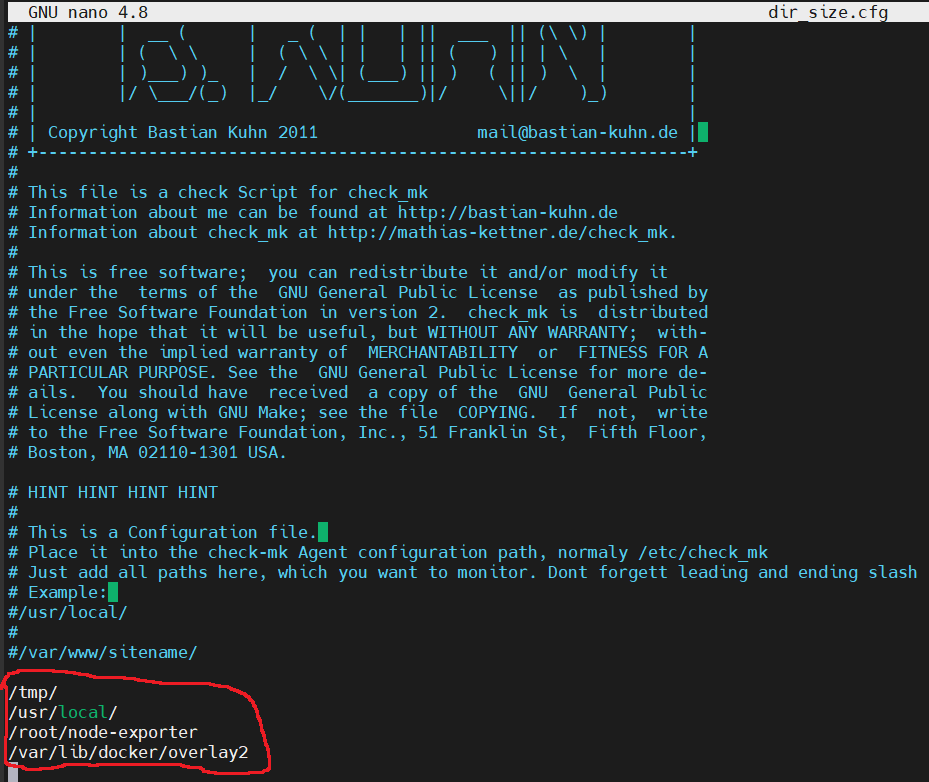 GNU nano 4.8 dir_size.cfg
# |         |  __ (      |   _ (  | |   | ||  ___  || (\ \) |        |
# |         | (  \ \     |  ( \ \ | |   | || (   ) || | \   |        |
# |         | )___) )_   |  /  \ \| (___) || )   ( || )  \  |        |
# |         |/ \___/(_)  |_/    \/(_______)|/     \||/    )_)        |
# |                                                                 |
# | Copyright Bastian Kuhn 2011                mail@bastian-kuhn.de |
# +-----------------------------------------------------------------+
#
# This file is a check Script for check_mk
# Information about me can be found at http://bastian-kuhn.de
# Information about check_mk at http://mathias-kettner.de/check_mk.
#
# This is free software;  you can redistribute it and/or modify it
# under the  terms of the  GNU General Public License  as published by
# the Free Software Foundation in version 2.  check_mk is  distributed
# in the hope that it will be useful, but WITHOUT ANY WARRANTY;  with-
# out even the implied warranty of  MERCHANTABILITY  or  FITNESS FOR A
# PARTICULAR PURPOSE. See the  GNU General Public License for more de-
# ails.  You should have  received  a copy of the  GNU  General Public
# License along with GNU Make; see the file  COPYING.  If  not,  write
# to the Free Software Foundation, Inc., 51 Franklin St,  Fifth Floor,
# Boston, MA 02110-1301 USA.
# HINT HINT HINT HINT
#
# This is a Configuration file.
# Place it into the check-mk Agent configuration path, normaly /etc/check_mk
# Just add all paths here, which you want to monitor. Dont forgett leading and ending slash
# Example:
#/usr/local/
#
#/var/www/sitename/
/tmp/
/usr/local/
/root/node-exporter
/var/lib/docker/overlay2